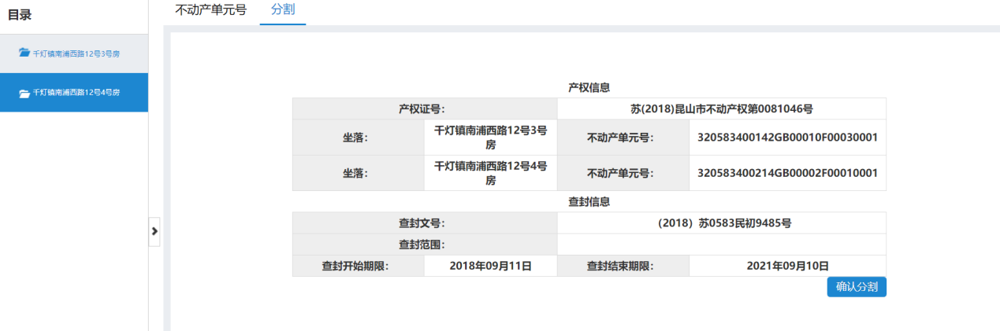 目录
不动产单元号 分割
千灯镇南浦西路12号3号房
千灯镇南浦西路12号4号房
产权信息
产权证号： 苏(2018)昆山市不动产权第0081046号
坐落： 千灯镇南浦西路12号3号
房 不动产单元号： 320583400142GB00010F00030001
坐落： 千灯镇南浦西路12号4号
房 不动产单元号： 320583400214GB00002F00010001
查封信息
查封文号： （2018）苏0583民初9485号
查封范围：
查封开始期限： 2018年09月11日 查封结束期限： 2021年09月10日
确认分割